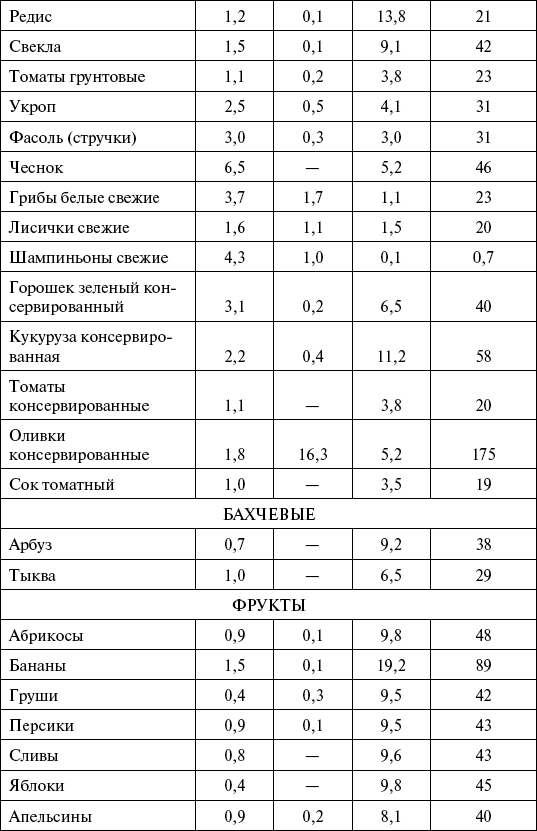 Редис 1,2 0,1 13,8 21
Свекла 1,5 0,1 9,1 42
Томаты грунтовые 1,1 0,2 3,8 23
Укроп 2,5 0,5 4,1 31
Фасоль (стручки) 3,0 0,3 3,0 31
Чеснок 6,5 — 5,2 46
Грибы белые свежие 3,7 1,7 1,1 23
Лисички свежие 1,6 1,1 1,5 20
Шампиньоны свежие 4,3 1,0 0,1 0,7
Горошек зеленый кон-
сервированный 3,1 0,2 6,5 40
Кукуруза консервиро-
ванная 2,2 0,4 11,2 58
Томаты
консервированные 1,1 — 3,8 20
Оливки
консервированные 1,8 16,3 5,2 175
Сок томатный 1,0 — 3,5 19
БАХЧЕВЫЕ
Арбуз 0,7 — 9,2 38
Тыква 1,0 — 6,5 29
ФРУКТЫ
Абрикосы 0,9 0,1 9,8 48
Бананы 1,5 0,1 19,2 89
Груши 0,4 0,3 9,5 42
Персики 0,9 0,1 9,5 43
Сливы 0,8 — 9,6 43
Яблоки 0,4 — 9,8 45
Апельсины 0,9 0,2 8,1 40